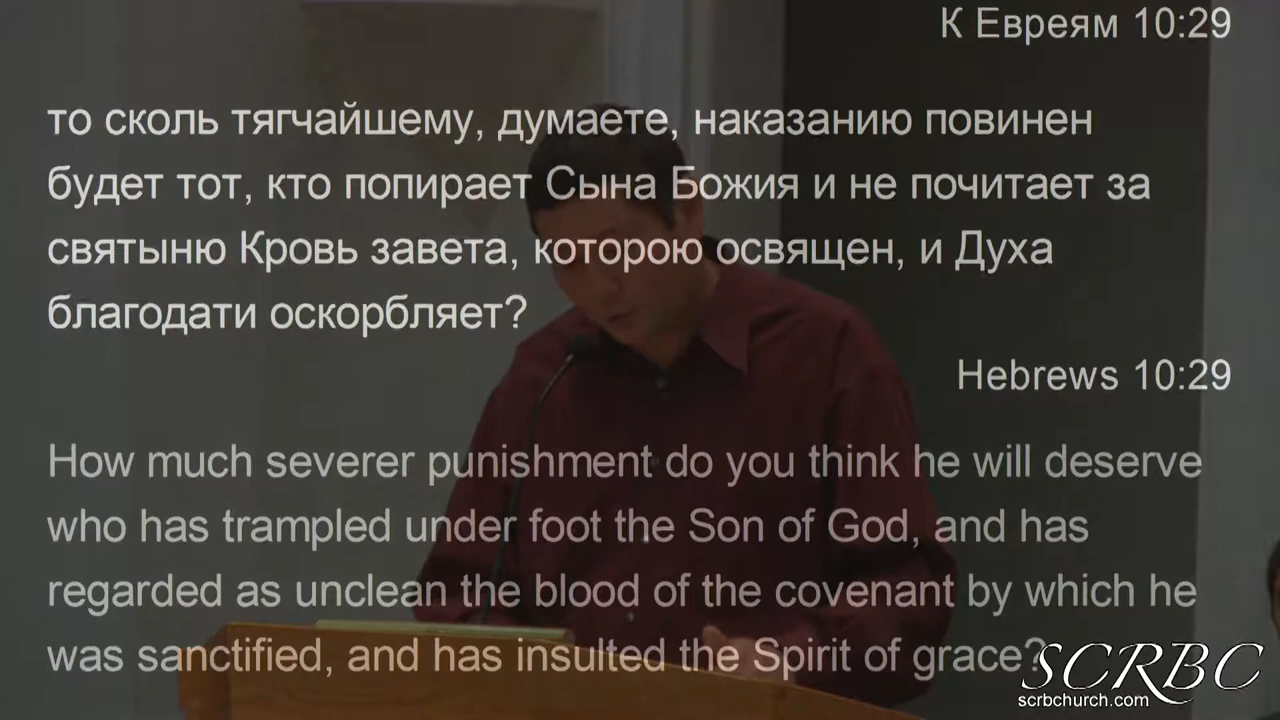 К Евреям 10:29
то сколь тягчайшему, думаете, наказанию повинен
будет тот, кто попирает Сына Божия и не почитает за
святыню Кровь завета, которою освящен, и Духа
благодати оскорбляет?
Hebrews 10:29
How much severer punishment do you think he will deserve
who has trampled under foot the Son of God, and has
regarded as unclean the blood of the covenant by which he
was sanctified, and has insulted the Spirit of grace?
SCRBC
scrbchurch.com